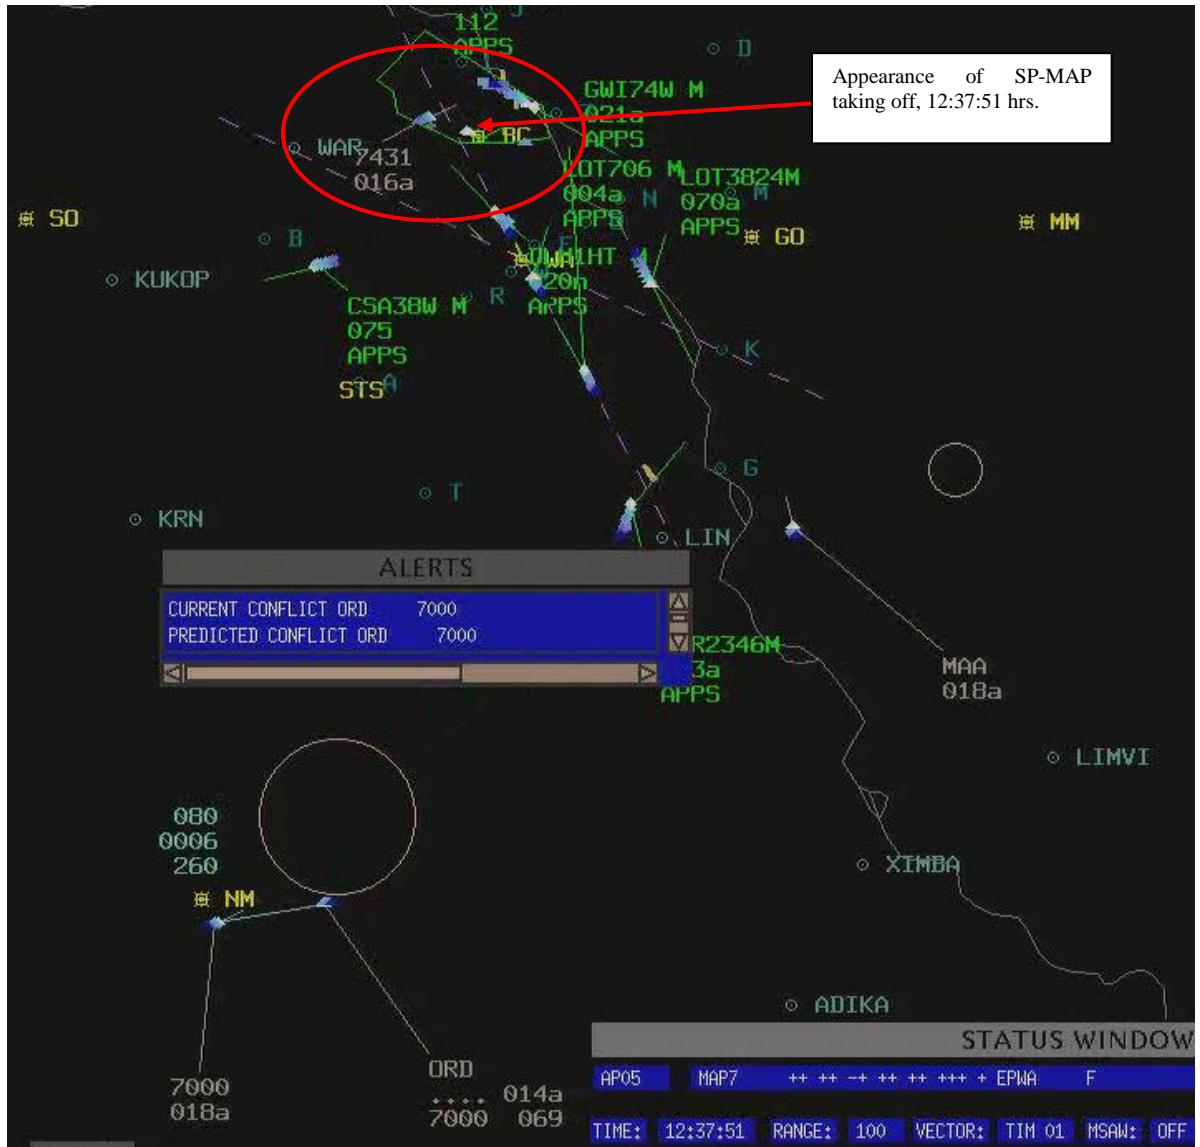 J
112
APPS
D
Appearance of SP-MAP
taking off, 12:37:51 hrs.
GWI74W M
021a
APPS
BC
WAR
7431
016a
LOT706 M
004a
APPS
LOT3824M
070a
APPS
N
M
SO
GO
MM
B
KUKOP
R
CSA38W M
075
APPS
A
STS
K
G
T
KRN
LIN
ALERTS
CURRENT CONFLICT ORD 7000
PREDICTED CONFLICT ORD 7000
R2346M
3a
APPS
MAA
018a
LIMVI
080
0006
260
NM
XIMBA
ADIKA
7000
018a
ORD
.... 014a
7000 069
STATUS WINDOW
AP05 MAP7 ++ ++ -+ ++ ++ +++ + EPWA F
TIME: 12:37:51 RANGE: 100 VECTOR: TIM 01 MSAW: OFF